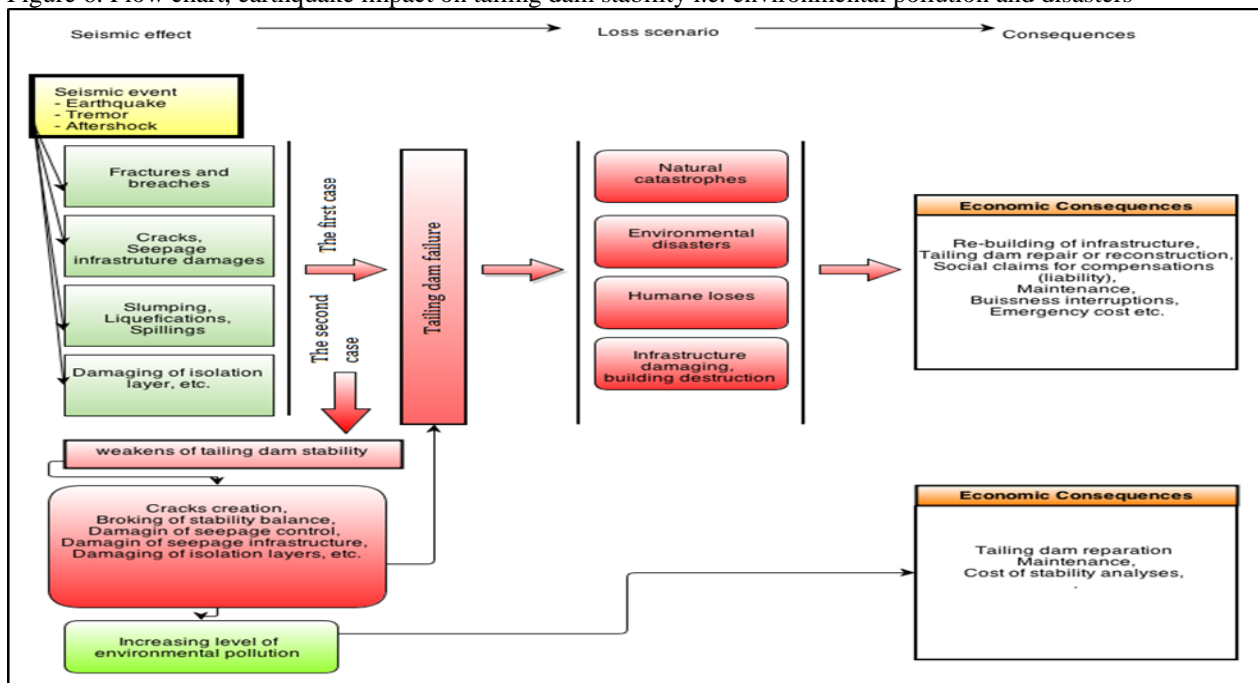 Figure 6. Flow chart, earthquake impact on tailing dam stability i.e. environmental pollution and disasters
Seismic effect
Loss scenario
Consequences
Seismic event
- Earthquake
- Tremor
- Aftershock
Fractures and
breaches
Cracks,
Seepage
infrastruture damages
Slumping,
Liquefications,
Spillings
Damaging of isolation
layer, etc.
The first case
The second
case
Tailing dam failure
Natural
catastrophes
Environmental
disasters
Humane loses
Infrastructure
damaging,
building destruction
Economic Consequences
Re-building of infrastructure,
Tailing dam repair or reconstruction,
Social claims for compensations
(liability),
Maintenance,
Buissness interruptions,
Emergency cost etc.
weakens of tailing dam stability
Cracks creation,
Broking of stability balance,
Damagin of seepage control,
Damagin of seepage infrastructure,
Damaging of isolation layers, etc.
Increasing level of
environmental pollution
Economic Consequences
Tailing dam reparation
Maintenance,
Cost of stability analyses,
.